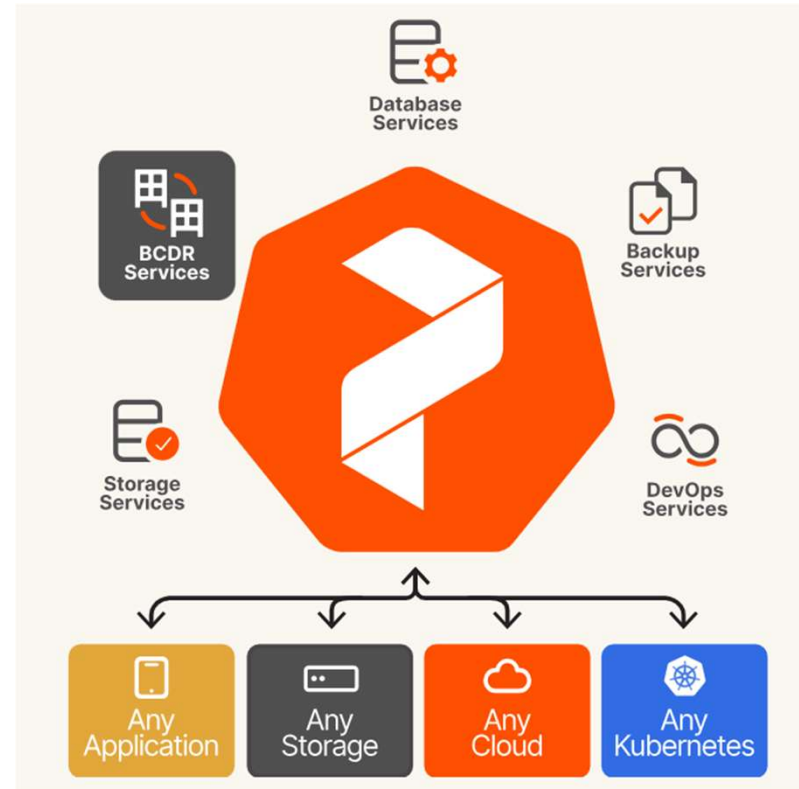 Database
Services
BCDR
Services
Backup
Services
Storage
Services
DevOps
Services
Any
Application
Any
Storage
Any
Cloud
Any
Kubernetes